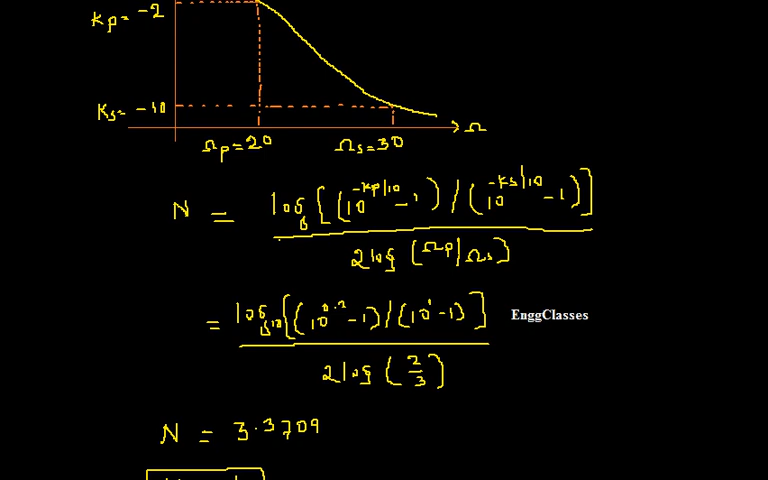 Kp = -2
Ks = -10
Ω
Ωp = 20 Ωs = 30
N = log10 [ (10^(-Kp/10) - 1) / (10^(-Ks/10) - 1) ]
2 log [Ωp/Ωs]
= log10 [ (10^0.2 - 1) / (10^1 - 1) ]
EnggClasses
2 log (2/3)
N = 3.3709